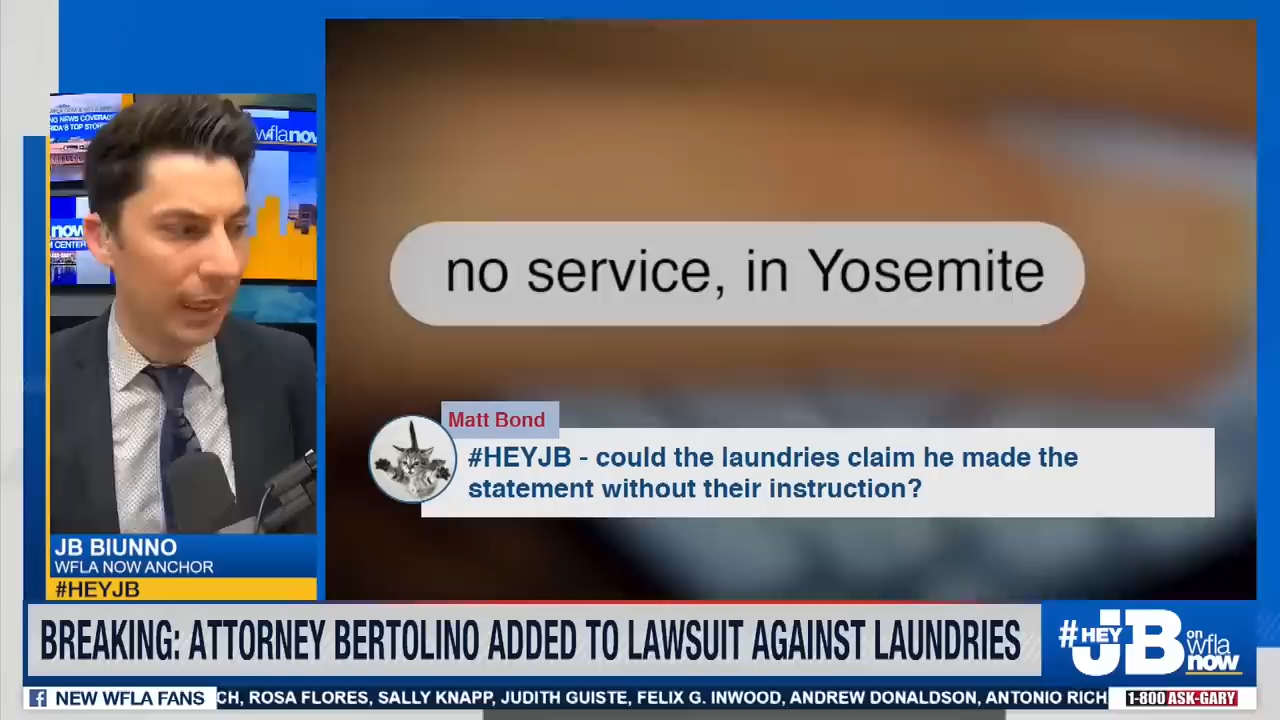 wflanow
no service, in Yosemite
Matt Bond
#HEYJB - could the laundries claim he made the
statement without their instruction?
JB BIUNNO
WFLA NOW ANCHOR
#HEYJB
BREAKING: ATTORNEY BERTOLINO ADDED TO LAWSUIT AGAINST LAUNDRIES
#HEY JB on wfla now
NEW WFLA FANS
CH, ROSA FLORES, SALLY KNAPP, JUDITH GUISTE, FELIX G. INWOOD, ANDREW DONALDSON, ANTONIO RICH
1-800 ASK-GARY